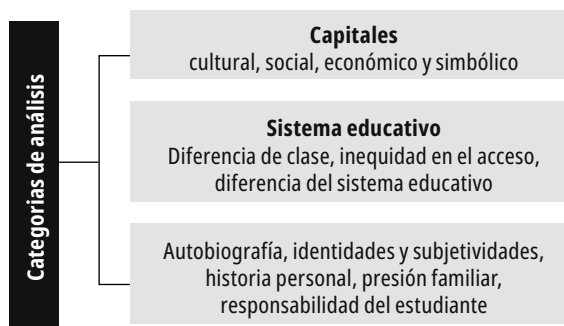 Categorias de análisis
Capitales
cultural, social, económico y simbólico
Sistema educativo
Diferencia de clase, inequidad en el acceso,
diferencia del sistema educativo
Autobiografía, identidades y subjetividades,
historia personal, presión familiar,
responsabilidad del estudiante